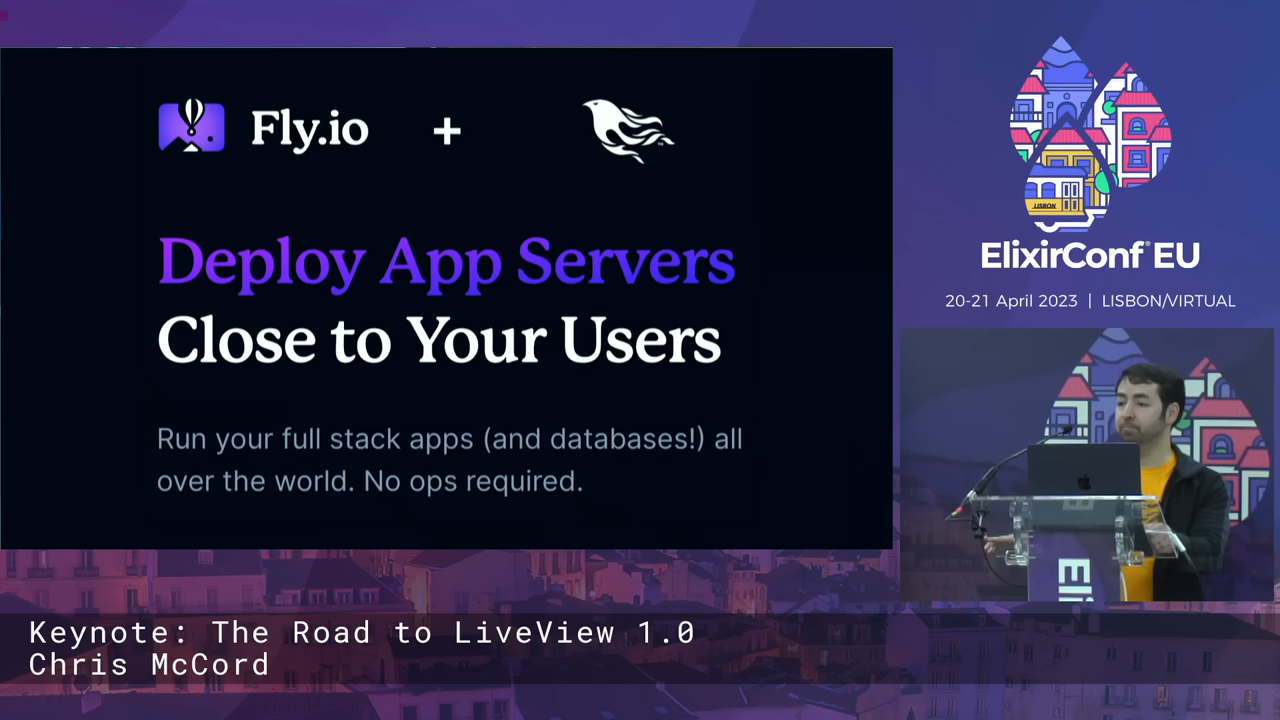 Fly.io +
Deploy App Servers
Close to Your Users
Run your full stack apps (and databases!) all
over the world. No ops required.
LISBON
ElixirConf EU
20-21 April 2023 | LISBON/VIRTUAL
Eli
Keynote: The Road to LiveView 1.0
Chris McCord